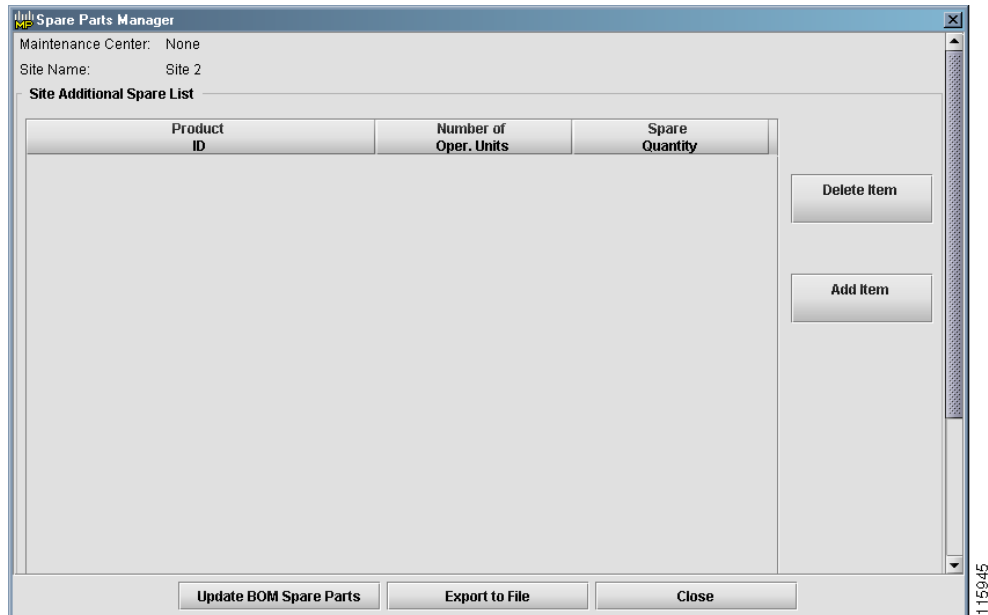 MP Spare Parts Manager
Maintenance Center: None
Site Name: Site 2
Site Additional Spare List
Product ID
Number of Oper. Units
Spare Quantity
Delete Item
Add Item
Update BOM Spare Parts
Export to File
Close
115945